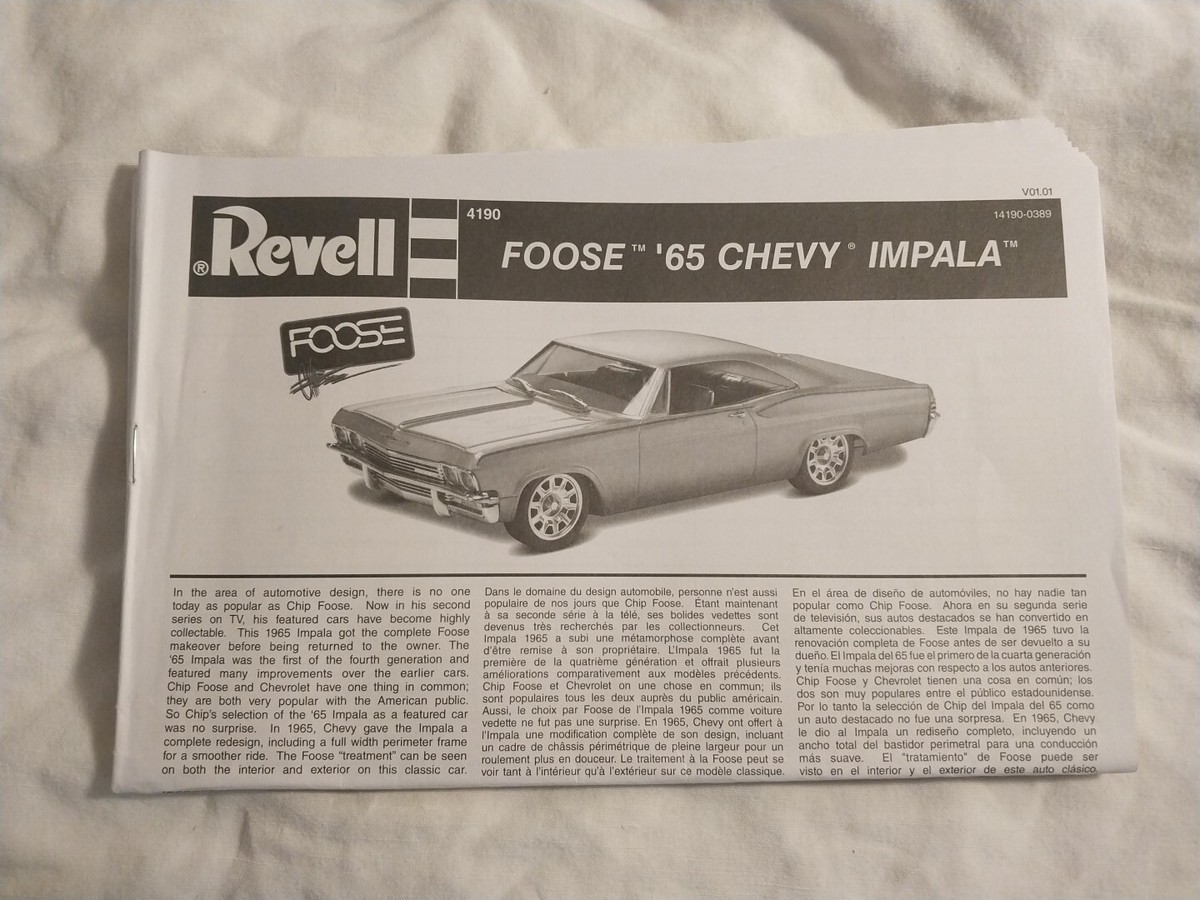 V01.01
® Revell
4190
14190-0389
FOOSE™ '65 CHEVY® IMPALA™
FOOSE
In the area of automotive design, there is no one
today as popular as Chip Foose. Now in his second
series on TV, his featured cars have become highly
collectable. This 1965 Impala got the complete Foose
makeover before being returned to the owner. The
'65 Impala was the first of the fourth generation and
featured many improvements over the earlier cars.
Chip Foose and Chevrolet have one thing in common;
they are both very popular with the American public.
So Chip's selection of the '65 Impala as a featured car
was no surprise. In 1965, Chevy gave the Impala a
complete redesign, including a full width perimeter frame
for a smoother ride. The Foose "treatment" can be seen
on both the interior and exterior on this classic car.
Dans le domaine du design automobile, personne n'est aussi
populaire de nos jours que Chip Foose. Étant maintenant
à sa seconde série à la télé, ses bolides vedettes sont
devenus très recherchés par les collectionneurs. Cet
Impala 1965 a subi une métamorphose complète avant
d'être remise à son propriétaire. L'Impala 1965 fut la
première de la quatrième génération et offrait plusieurs
améliorations comparativement aux modèles précédents.
Chip Foose et Chevrolet on une chose en commun; ils
sont populaires tous les deux auprès du public américain.
Aussi, le choix par Foose de l'Impala 1965 comme voiture
vedette ne fut pas une surprise. En 1965, Chevy ont offert à
l'Impala une modification complète de son design, incluant
un cadre de châssis périmétrique de pleine largeur pour un
roulement plus en douceur. Le traitement à la Foose peut se
voir tant à l'intérieur qu'à l'extérieur sur ce modèle classique.
En el área de diseño de automóviles, no hay nadie tan
popular como Chip Foose. Ahora en su segunda serie
de televisión, sus autos destacados se han convertido en
altamente coleccionables. Este Impala de 1965 tuvo la
renovación completa de Foose antes de ser devuelto a su
dueño. El Impala del 65 fue el primero de la cuarta generación
y tenía muchas mejoras con respecto a los autos anteriores.
Chip Foose y Chevrolet tienen una cosa en común; los
dos son muy populares entre el público estadounidense.
Por lo tanto la selección de Chip del Impala del 65 como
un auto destacado no fue una sorpresa. En 1965, Chevy
le dio al Impala un rediseño completo, incluyendo un
ancho total del bastidor perimetral para una conducción
más suave. El "tratamiento" de Foose puede ser
visto en el interior y el exterior de este auto clásico.